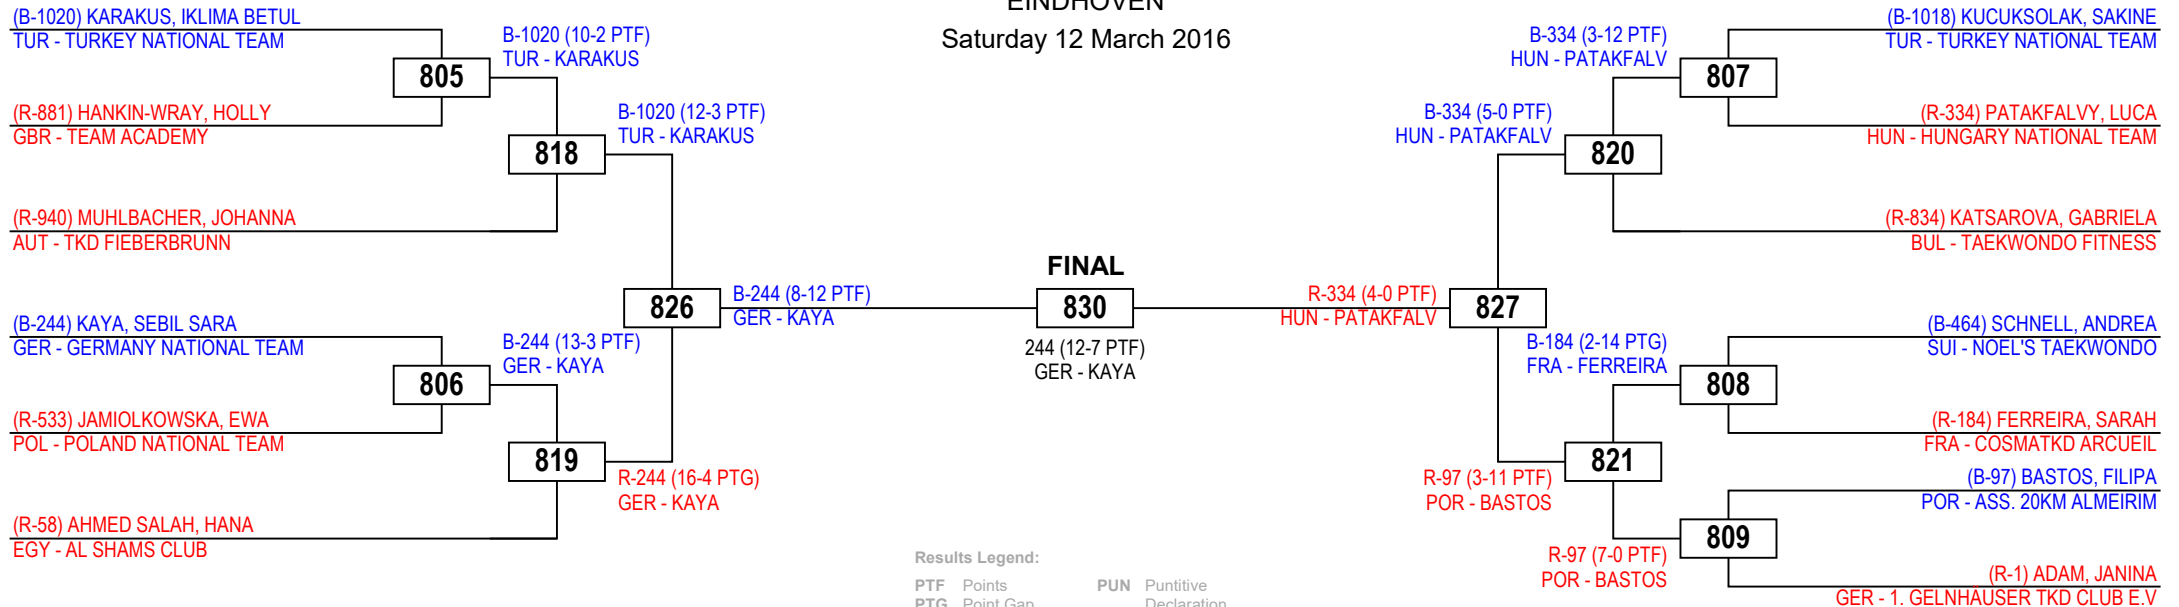 EINDHOVEN
Saturday 12 March 2016
(B-1020) KARAKUS, IKLIMA BETUL
TUR - TURKEY NATIONAL TEAM
805
(R-881) HANKIN-WRAY, HOLLY
GBR - TEAM ACADEMY
B-1020 (10-2 PTF)
TUR - KARAKUS
818
(R-940) MUHLBACHER, JOHANNA
AUT - TKD FIEBERBRUNN
B-1020 (12-3 PTF)
TUR - KARAKUS
826
(B-244) KAYA, SEBIL SARA
GER - GERMANY NATIONAL TEAM
806
(R-533) JAMIOLKOWSKA, EWA
POL - POLAND NATIONAL TEAM
B-244 (13-3 PTF)
GER - KAYA
819
(R-58) AHMED SALAH, HANA
EGY - AL SHAMS CLUB
R-244 (16-4 PTG)
GER - KAYA
B-244 (8-12 PTF)
GER - KAYA
FINAL
830
244 (12-7 PTF)
GER - KAYA
R-334 (4-0 PTF)
HUN - PATAKFALV
827
B-334 (5-0 PTF)
HUN - PATAKFALV
820
B-334 (3-12 PTF)
HUN - PATAKFALV
807
(B-1018) KUCUKSOLAK, SAKINE
TUR - TURKEY NATIONAL TEAM
(R-334) PATAKFALVY, LUCA
HUN - HUNGARY NATIONAL TEAM
(R-834) KATSAROVA, GABRIELA
BUL - TAEKWONDO FITNESS
R-97 (3-11 PTF)
POR - BASTOS
821
B-184 (2-14 PTG)
FRA - FERREIRA
808
(B-464) SCHNELL, ANDREA
SUI - NOEL'S TAEKWONDO
(R-184) FERREIRA, SARAH
FRA - COSMATKD ARCUEIL
R-97 (7-0 PTF)
POR - BASTOS
809
(B-97) BASTOS, FILIPA
POR - ASS. 20KM ALMEIRIM
(R-1) ADAM, JANINA
GER - 1. GELNHAUSER TKD CLUB E.V
Results Legend:
PTF Points PUN Puntitive
PTG Point Gap Declaration